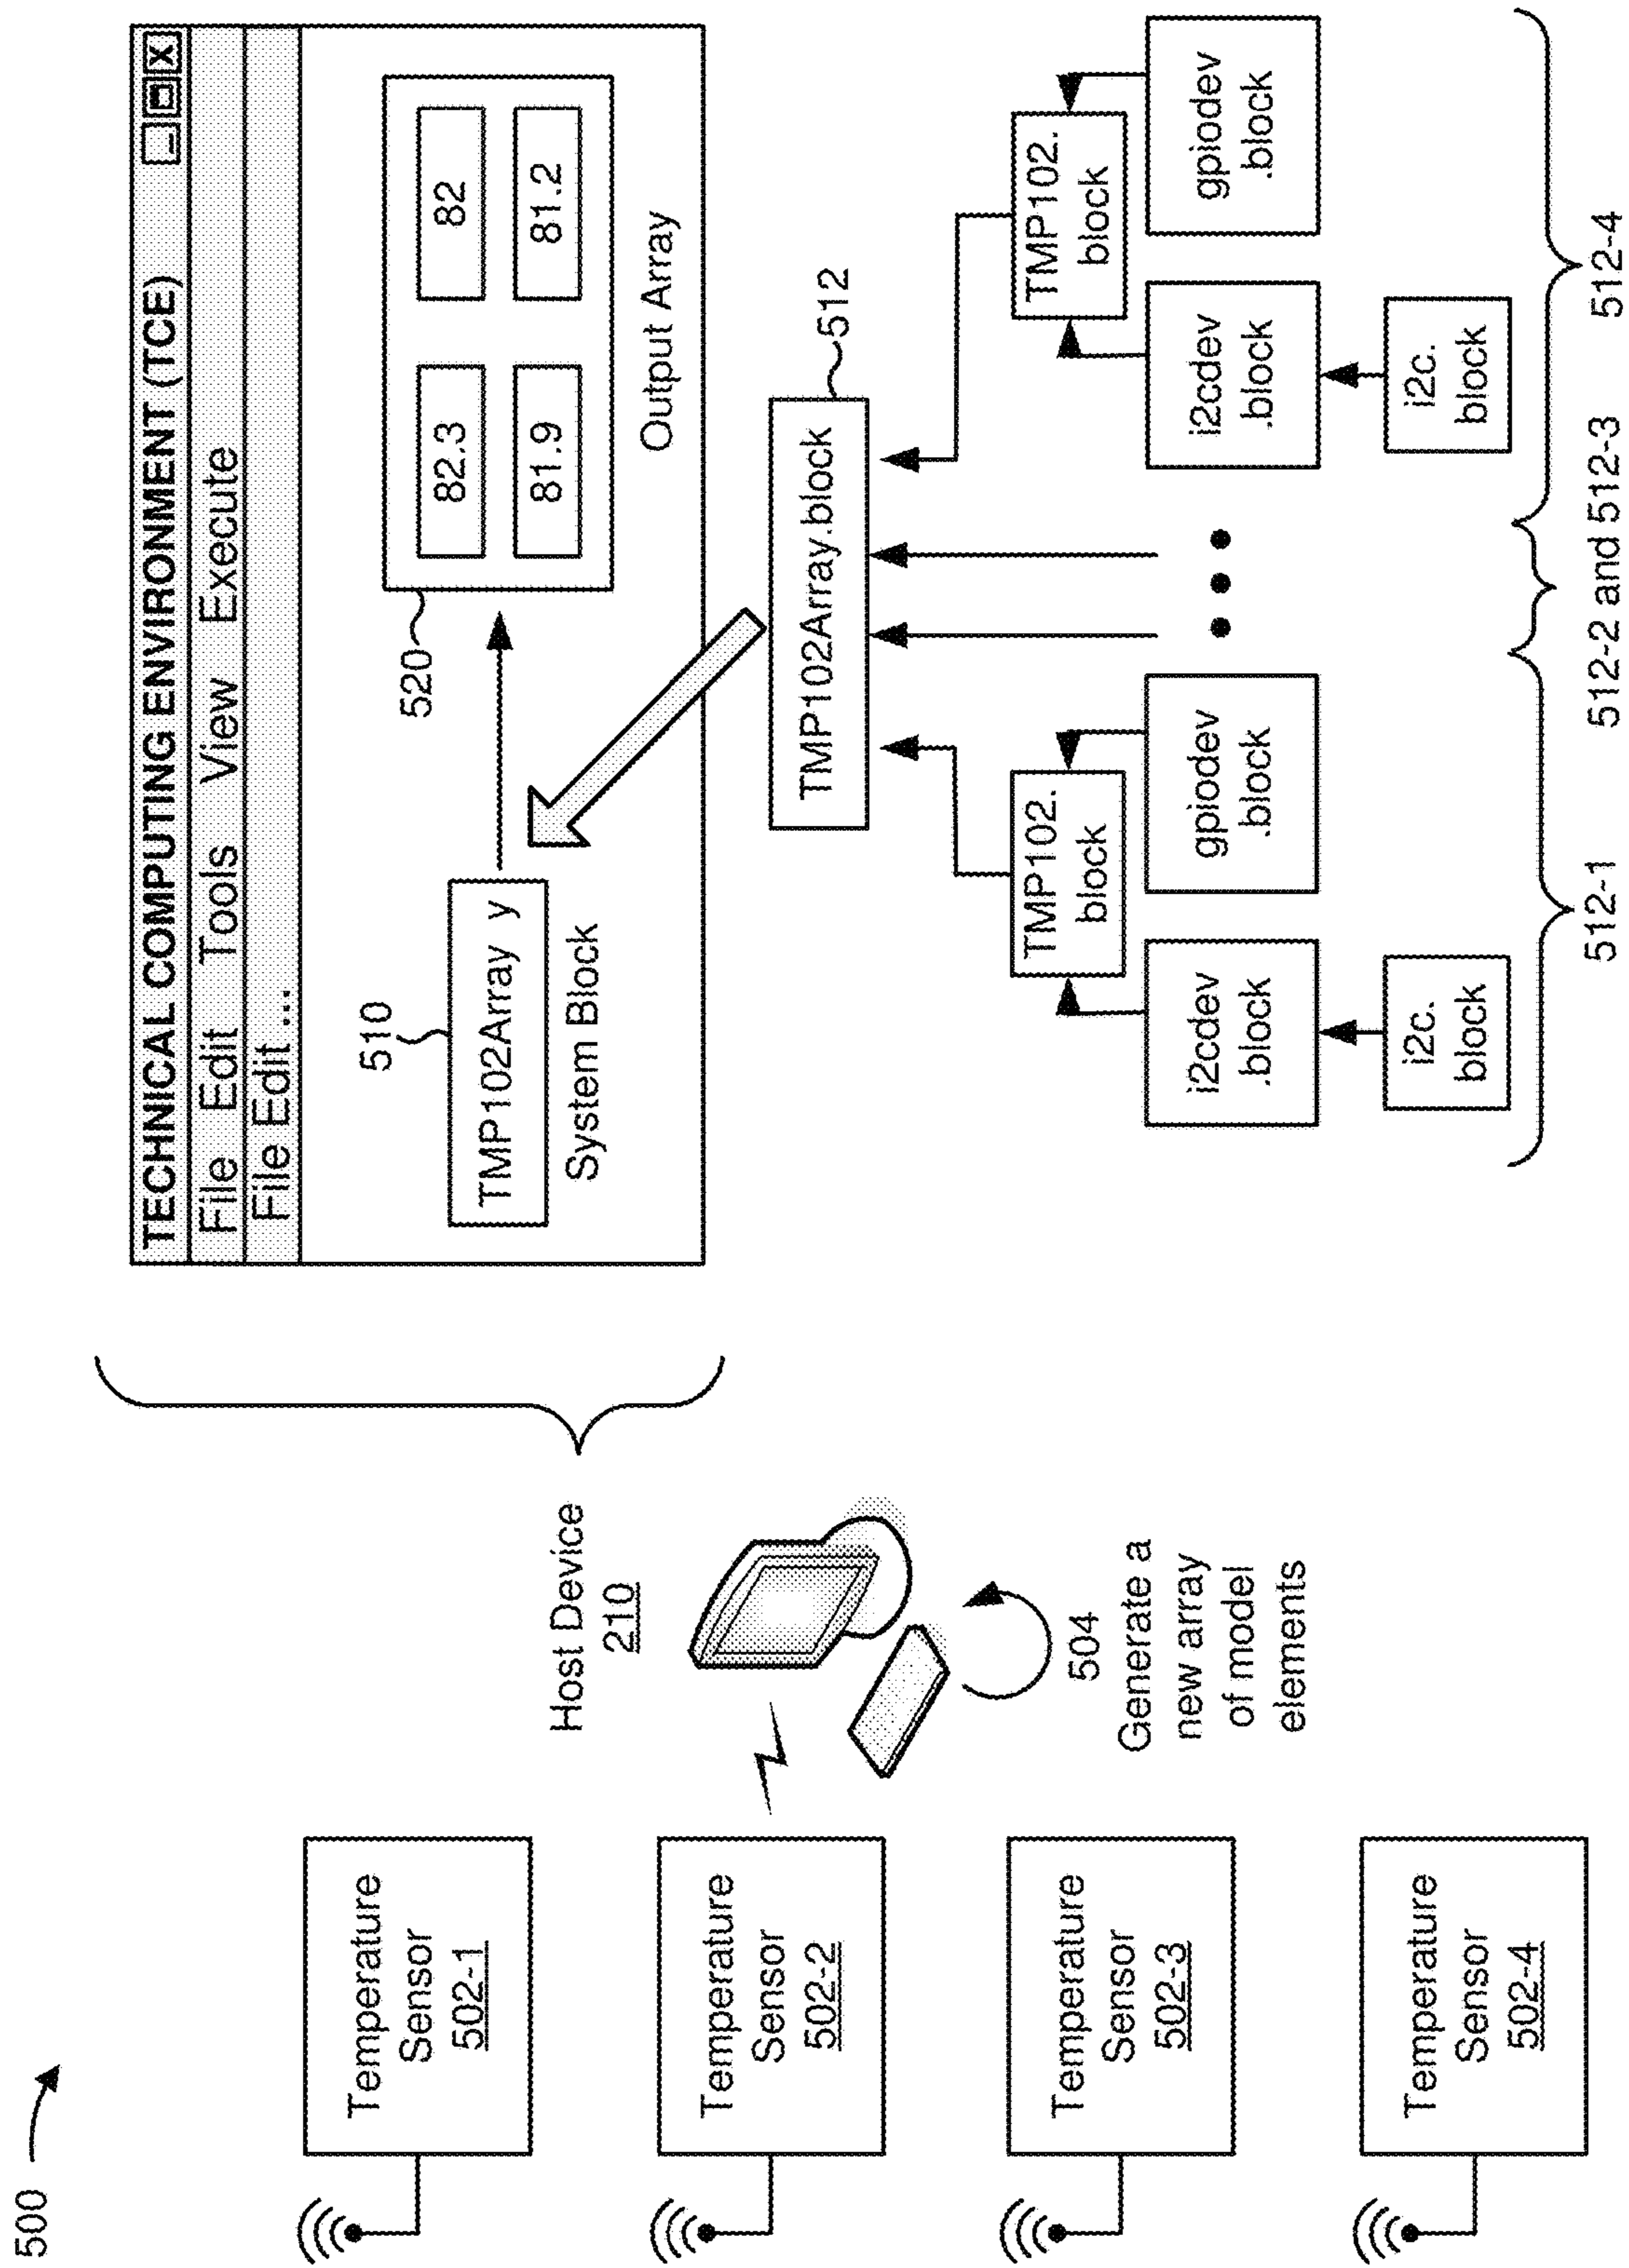 500
Temperature
Sensor
502-1
Temperature
Sensor
502-2
Temperature
Sensor
502-3
Temperature
Sensor
502-4
Host Device
210
504
Generate a
new array
of model
elements
TECHNICAL COMPUTING ENVIRONMENT (TCE)
_ X
File Edit Tools View Execute
File Edit ...
510
TMP102Array y
System Block
520
82.3 82
81.9 81.2
Output Array
TMP102Array.block
512
TMP102.
block
i2cdev
.block
gpiodev
.block
i2c.
block
512-1
512-2 and 512-3
TMP102.
block
i2cdev
.block
gpiodev
.block
i2c.
block
512-4